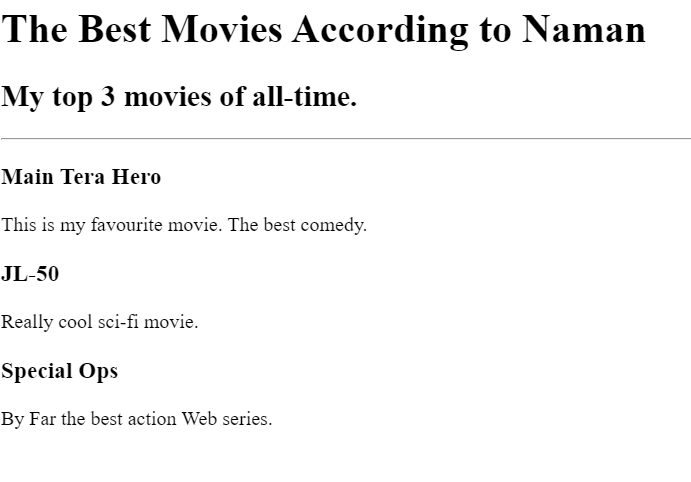 The Best Movies According to Naman
My top 3 movies of all-time.
Main Tera Hero
This is my favourite movie. The best comedy.
JL-50
Really cool sci-fi movie.
Special Ops
By Far the best action Web series.